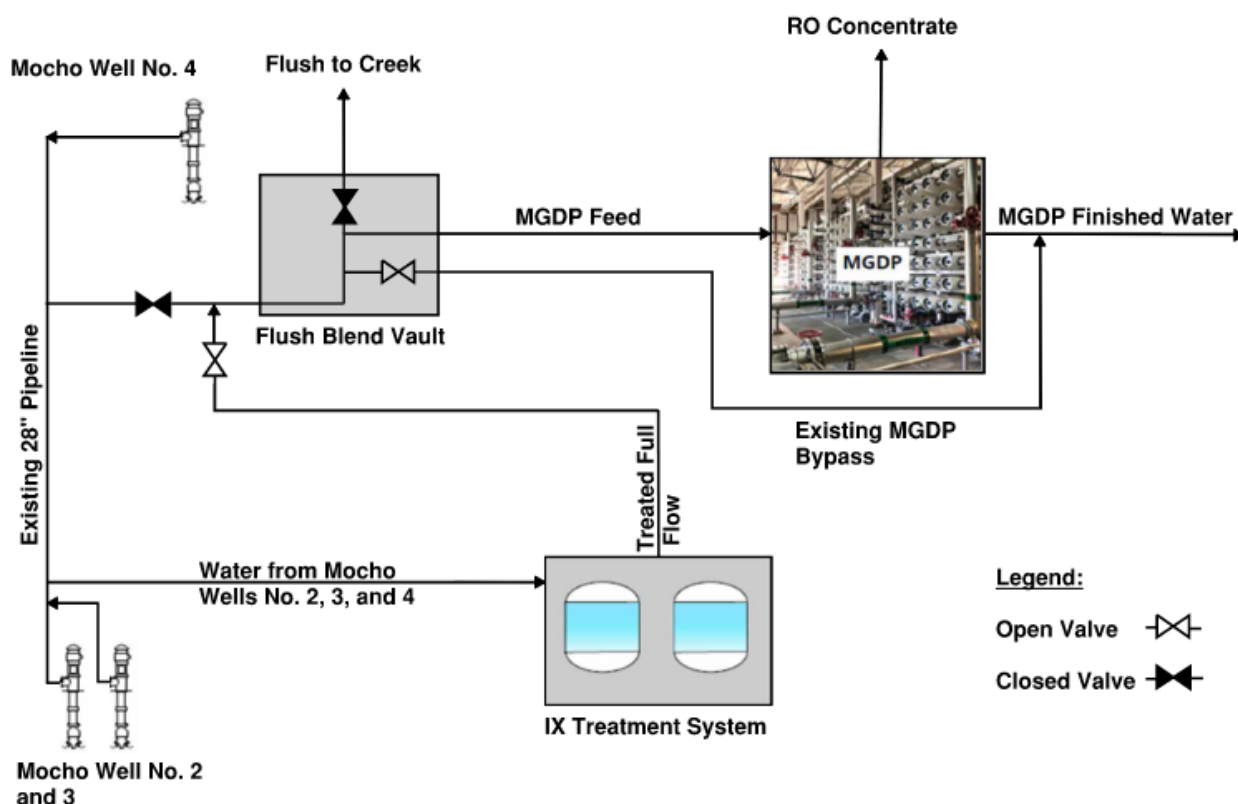 RO Concentrate
Mocho Well No. 4
Flush to Creek
MGDP Feed
MGDP Finished Water
MGDP
Flush Blend Vault
Existing 28" Pipeline
Existing MGDP
Bypass
Treated Full
Flow
Water from Mocho
Wells No. 2, 3, and 4
Legend:
Open Valve
Closed Valve
IX Treatment System
Mocho Well No. 2
and 3